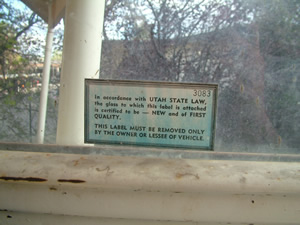 3083
In accordance with UTAH STATE LAW,
the glass to which this label is attached
is certified to be — NEW and of FIRST
QUALITY.
THIS LABEL MUST BE REMOVED ONLY
BY THE OWNER OR LESSEE OF VEHICLE.